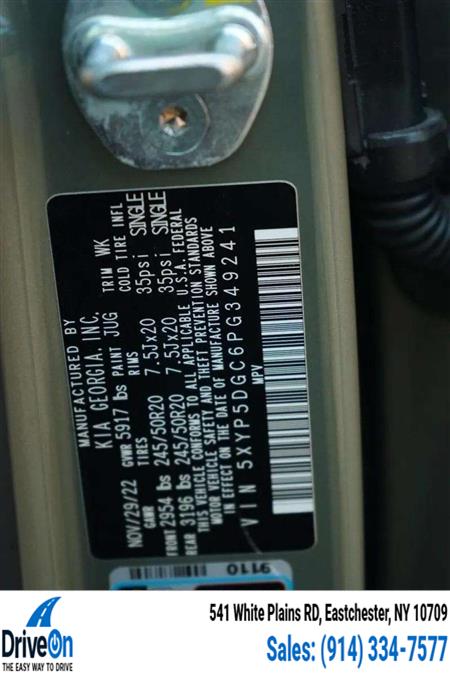 MANUFACTURED BY
KIA GEORGIA, INC.
NOV/29/22 GVWR 5917 lbs PAINT JUG TRIM WK
GAWR TIRES RIMS COLD TIRE INFL
FRONT 2954 lbs 245/50R20 7.5Jx20 35psi SINGLE
REAR 3196 lbs 245/50R20 7.5Jx20 35psi SINGLE
THIS VEHICLE CONFORMS TO ALL APPLICABLE U.S.A. FEDERAL
MOTOR VEHICLE SAFETY AND THEFT PREVENTION STANDARDS
IN EFFECT ON THE DATE OF MANUFACTURE SHOWN ABOVE
VIN 5XYP5DGC6PG349241
MPV
9110
DriveOn
THE EASY WAY TO DRIVE
541 White Plains RD, Eastchester, NY 10709
Sales: (914) 334-7577